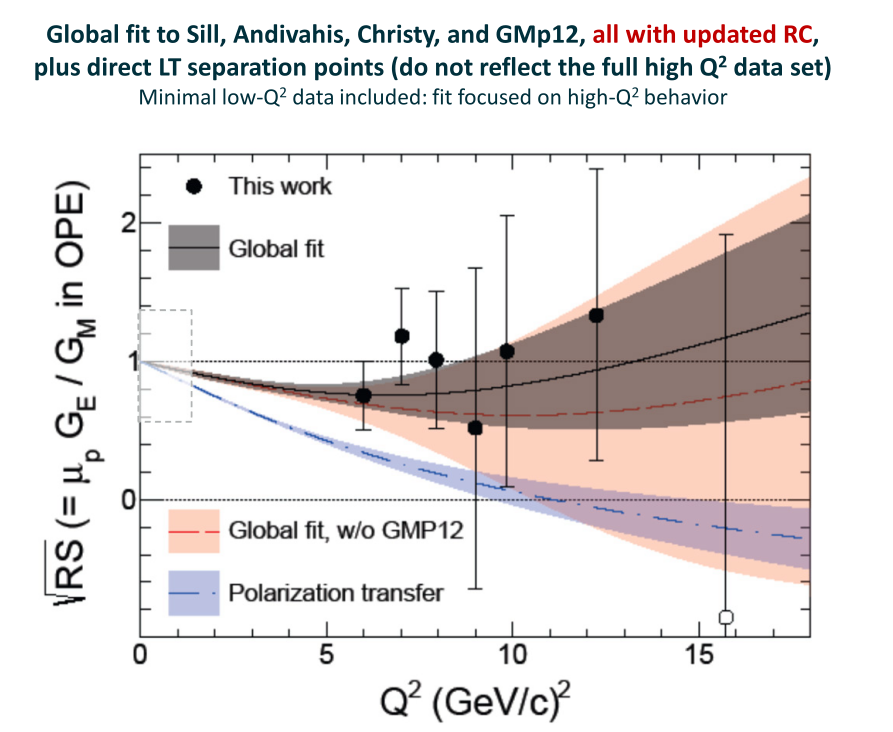 Global fit to Sill, Andivahis, Christy, and GMp12, all with updated RC,
plus direct LT separation points (do not reflect the full high Q² data set)
Minimal low-Q² data included: fit focused on high-Q² behavior
This work
Global fit
2
1
0
√RS (= μp GE / GM in OPE)
Global fit, w/o GMP12
Polarization transfer
0
5
10
15
Q² (GeV/c)²